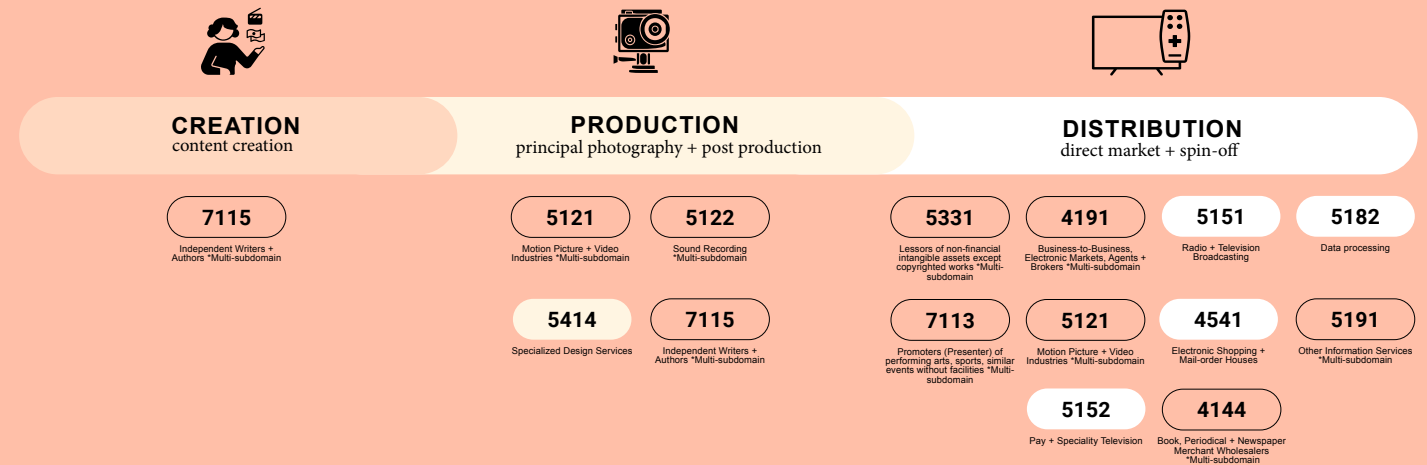 CREATION
content creation
PRODUCTION
principal photography + post production
DISTRIBUTION
direct market + spin-off
7115
Independent Writers +
Authors *Multi-subdomain
5121
Motion Picture + Video
Industries *Multi-subdomain
5122
Sound Recording
*Multi-subdomain
5414
Specialized Design Services
7115
Independent Writers +
Authors *Multi-subdomain
5331
Lessors of non-financial
intangible assets except
copyrighted works *Multi-
subdomain
4191
Business-to-Business,
Electronic Markets, Agents +
Brokers *Multi-subdomain
5151
Radio + Television
Broadcasting
5182
Data processing
7113
Promoters (Presenter) of
performing arts, sports, similar
events without facilities *Multi-
subdomain
5121
Motion Picture + Video
Industries *Multi-subdomain
4541
Electronic Shopping +
Mail-order Houses
5191
Other Information Services
*Multi-subdomain
5152
Pay + Speciality Television
4144
Book, Periodical + Newspaper
Merchant Wholesalers
*Multi-subdomain